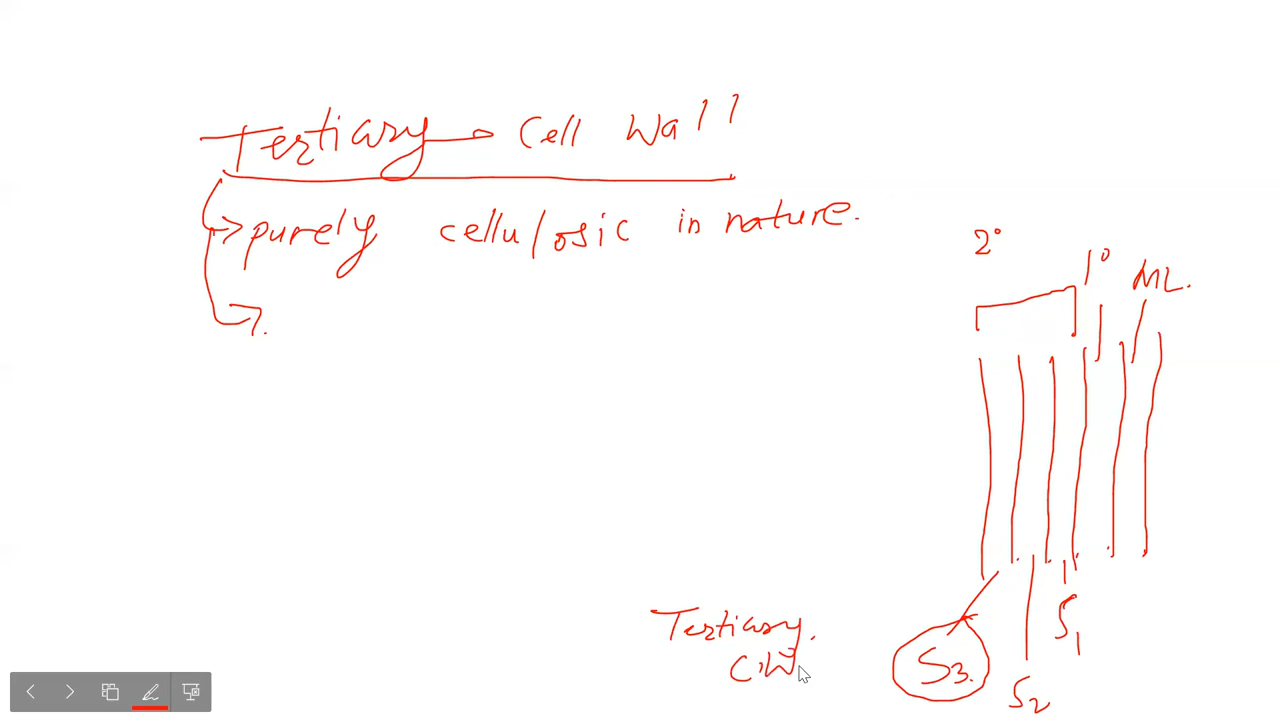 Tertiary Cell Wall
purely cellulosic in nature.
2° 1° ML.
Tertiary.
C.W
S3.
S2
S1